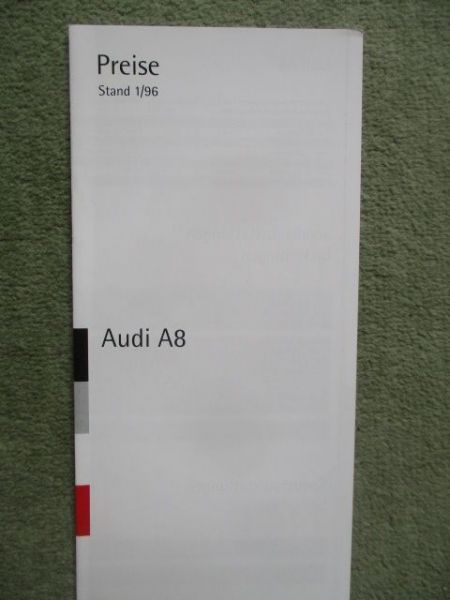 Preise
Stand 1/96
Audi A8